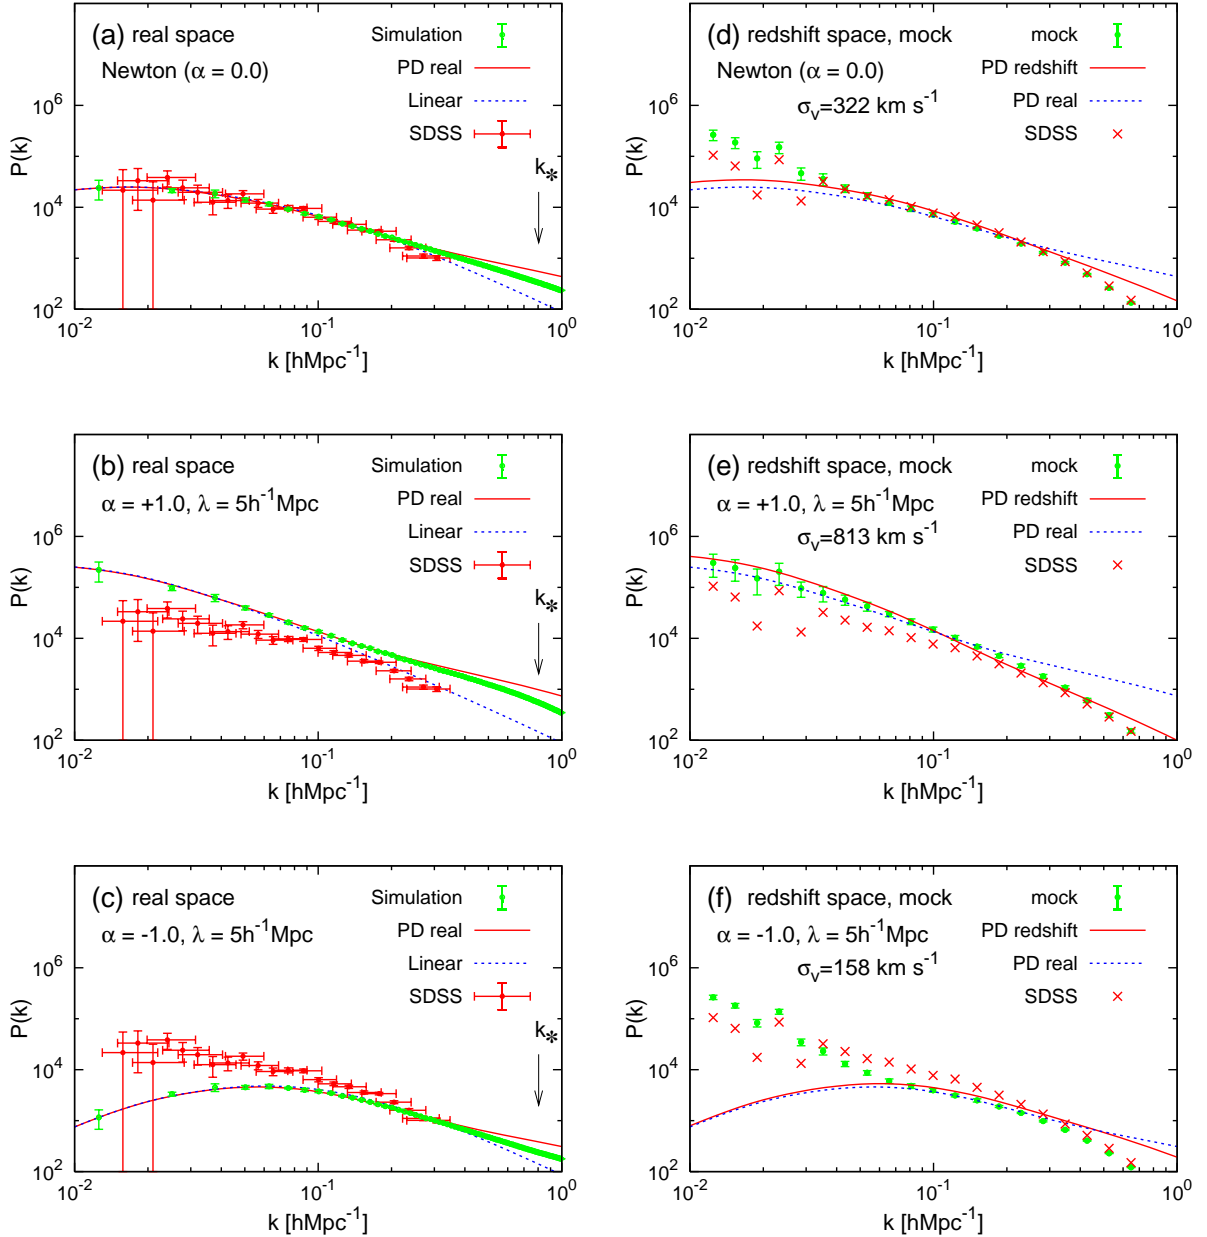 (a) real space
Newton (α = 0.0)
Simulation
PD real
Linear
SDSS
k*
P(k)
10^6
10^4
10^2
10^-2
10^-1
10^0
k [hMpc^-1]
(d) redshift space, mock
Newton (α = 0.0)
σ_v=322 km s^-1
mock
PD redshift
PD real
SDSS
P(k)
10^6
10^4
10^2
10^-2
10^-1
10^0
k [hMpc^-1]
(b) real space
α = +1.0, λ = 5h^-1Mpc
Simulation
PD real
Linear
SDSS
k*
P(k)
10^6
10^4
10^2
10^-2
10^-1
10^0
k [hMpc^-1]
(e) redshift space, mock
α = +1.0, λ = 5h^-1Mpc
σ_v=813 km s^-1
mock
PD redshift
PD real
SDSS
P(k)
10^6
10^4
10^2
10^-2
10^-1
10^0
k [hMpc^-1]
(c) real space
α = -1.0, λ = 5h^-1Mpc
Simulation
PD real
Linear
SDSS
k*
P(k)
10^6
10^4
10^2
10^-2
10^-1
10^0
k [hMpc^-1]
(f) redshift space, mock
α = -1.0, λ = 5h^-1Mpc
σ_v=158 km s^-1
mock
PD redshift
PD real
SDSS
P(k)
10^6
10^4
10^2
10^-2
10^-1
10^0
k [hMpc^-1]